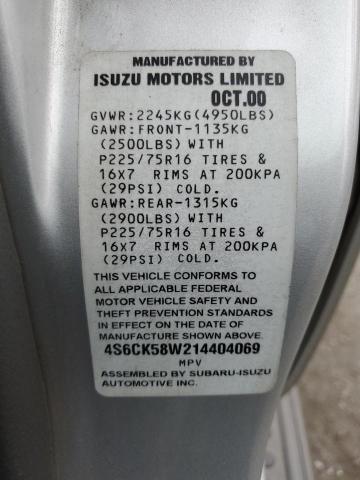 MANUFACTURED BY
ISUZU MOTORS LIMITED
OCT.00
GVWR:2245KG(4950LBS)
GAWR:FRONT-1135KG
(2500LBS) WITH
P225/75R16 TIRES &
16x7 RIMS AT 200KPA
(29PSI) COLD.
GAWR:REAR-1315KG
(2900LBS) WITH
P225/75R16 TIRES &
16x7 RIMS AT 200KPA
(29PSI) COLD.
THIS VEHICLE CONFORMS TO
ALL APPLICABLE FEDERAL
MOTOR VEHICLE SAFETY AND
THEFT PREVENTION STANDARDS
IN EFFECT ON THE DATE OF
MANUFACTURE SHOWN ABOVE.
4S6CK58W214404069
MPV
ASSEMBLED BY SUBARU-ISUZU
AUTOMOTIVE INC.